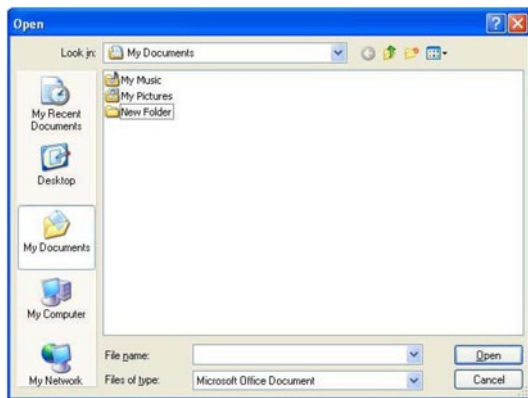 Open
Look in: My Documents
My Recent
Documents
Desktop
My Documents
My Computer
My Network
My Music
My Pictures
New Folder
File name:
Open
Files of type: Microsoft Office Document
Cancel